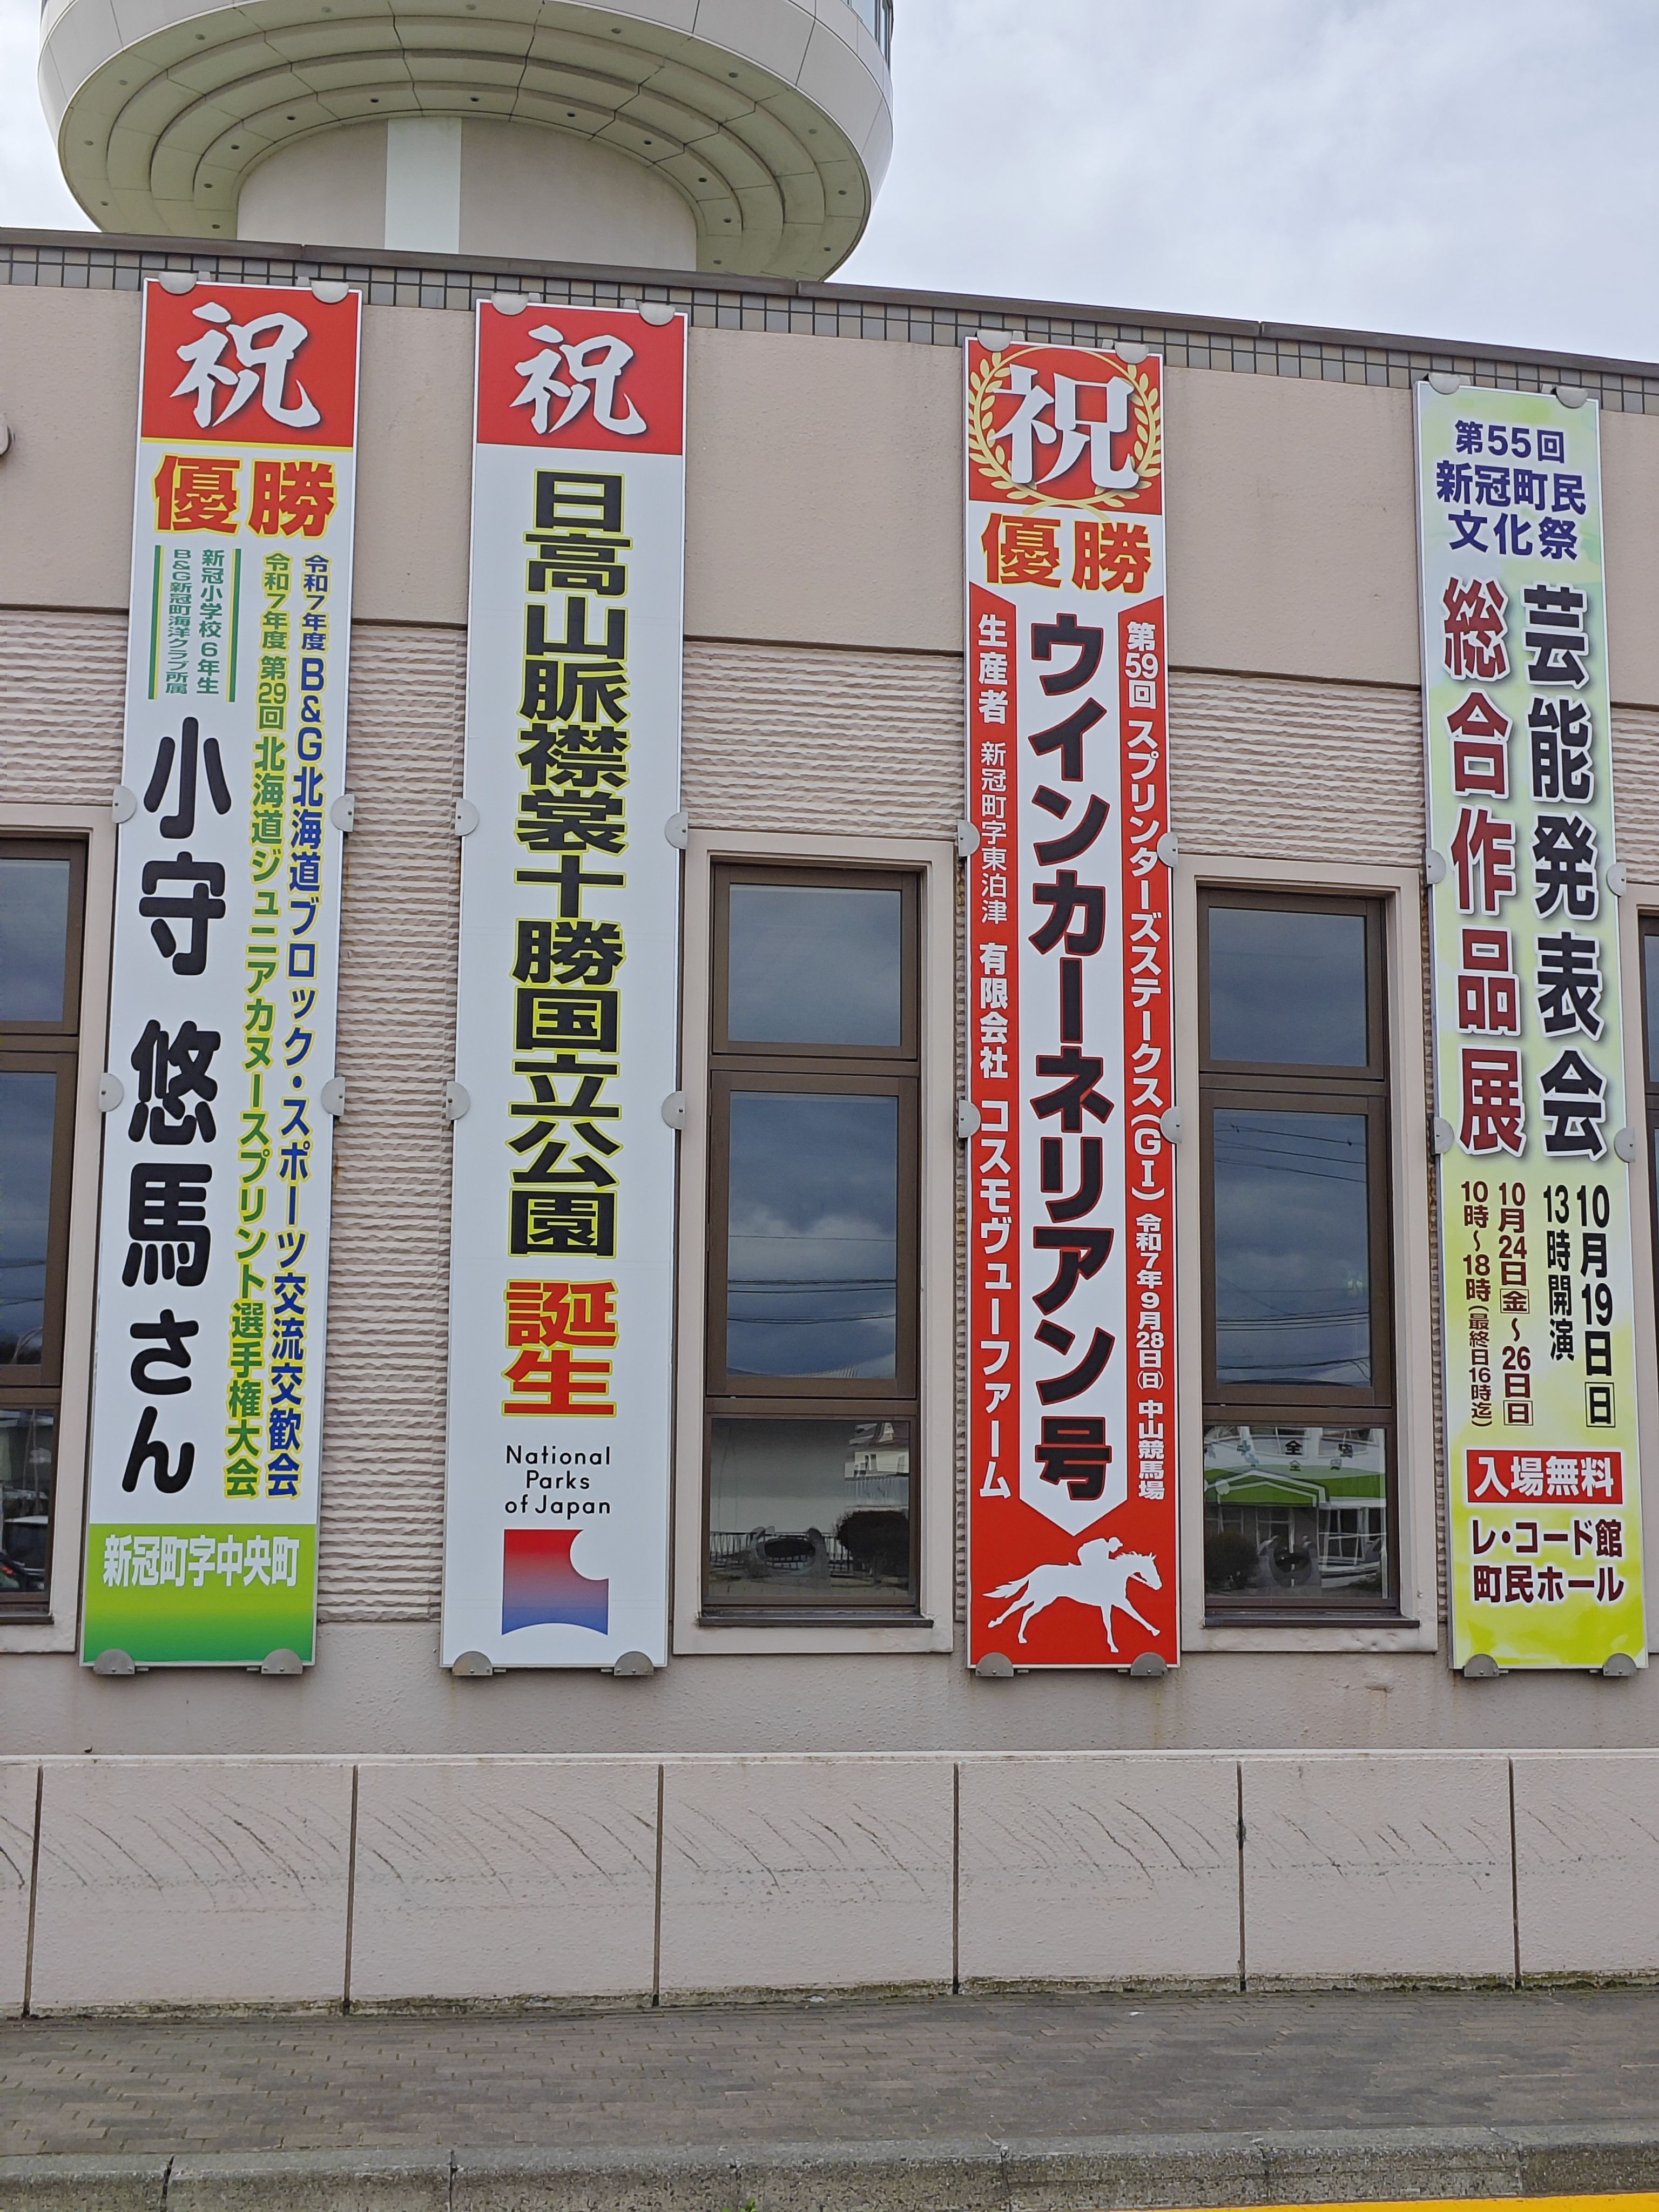 祝
優勝
令和7年度 B&G北海道ブロック・スポーツ交流交歓会
令和7年度 第29回 北海道ジュニアカヌースプリント選手権大会
新冠小学校6年生
B&G新冠町海洋クラブ所属
小守 悠馬さん
新冠町字中央町
祝
日高山脈襟裳十勝国立公園 誕生
National
Parks
of Japan
祝
優勝
第59回 スプリンターズステークス(GI) 令和7年9月28日(日) 中山競馬場
ウインカーネリアン号
生産者 新冠町字東泊津 有限会社 コスモヴューファーム
第55回
新冠町民
文化祭
芸能発表会
総合作品展
10月19日日
13時開演
10月24日金〜26日日
10時〜18時(最終日16時迄)
入場無料
レ・コード館
町民ホール